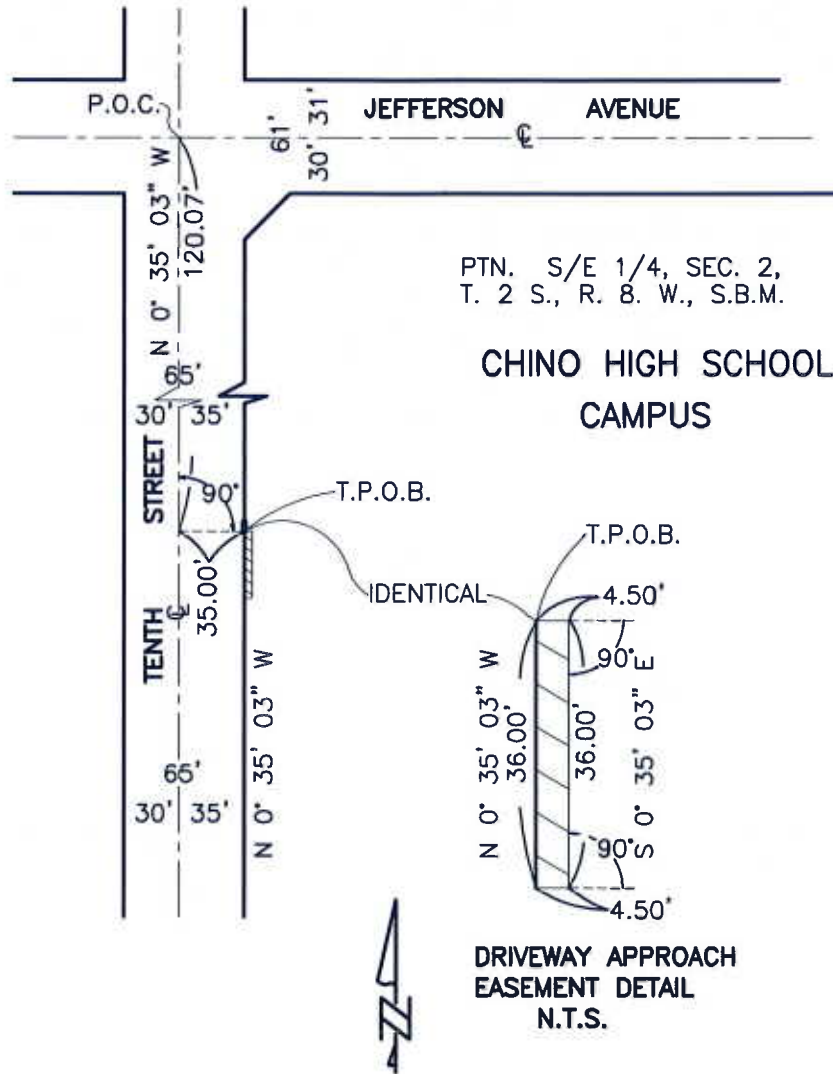 P.O.C.
JEFFERSON AVENUE
℄
61'
31'
30'
N 0° 35' 03" W
120.07'
PTN. S/E 1/4, SEC. 2,
T. 2 S., R. 8. W., S.B.M.
CHINO HIGH SCHOOL
CAMPUS
65'
30' 35'
TENTH STREET
℄
90°
35.00'
T.P.O.B.
T.P.O.B.
IDENTICAL
4.50'
90°
N 0° 35' 03" W
N 0° 35' 03" W
36.00'
36.00'
S 0° 35' 03" E
65'
30' 35'
90°
4.50'
DRIVEWAY APPROACH
EASEMENT DETAIL
N.T.S.
N